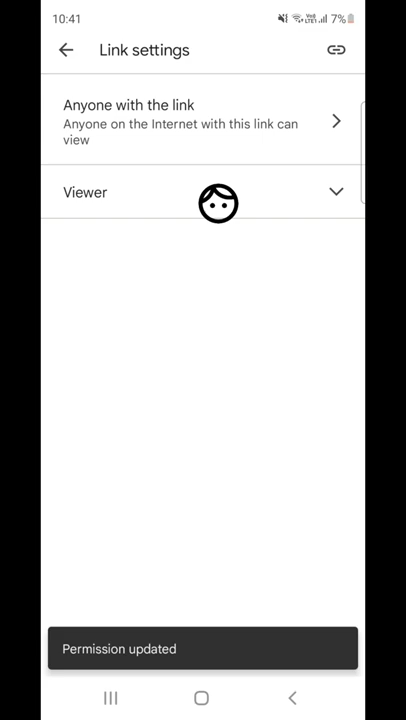 10:41
7%
Link settings
Anyone with the link
Anyone on the Internet with this link can
view
Viewer
Permission updated